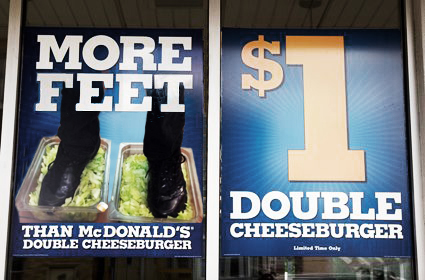 MORE
FEET
THAN McDONALD'S'
DOUBLE CHEESEBURGER
$1
DOUBLE
CHEESEBURGER
Limited Time Only